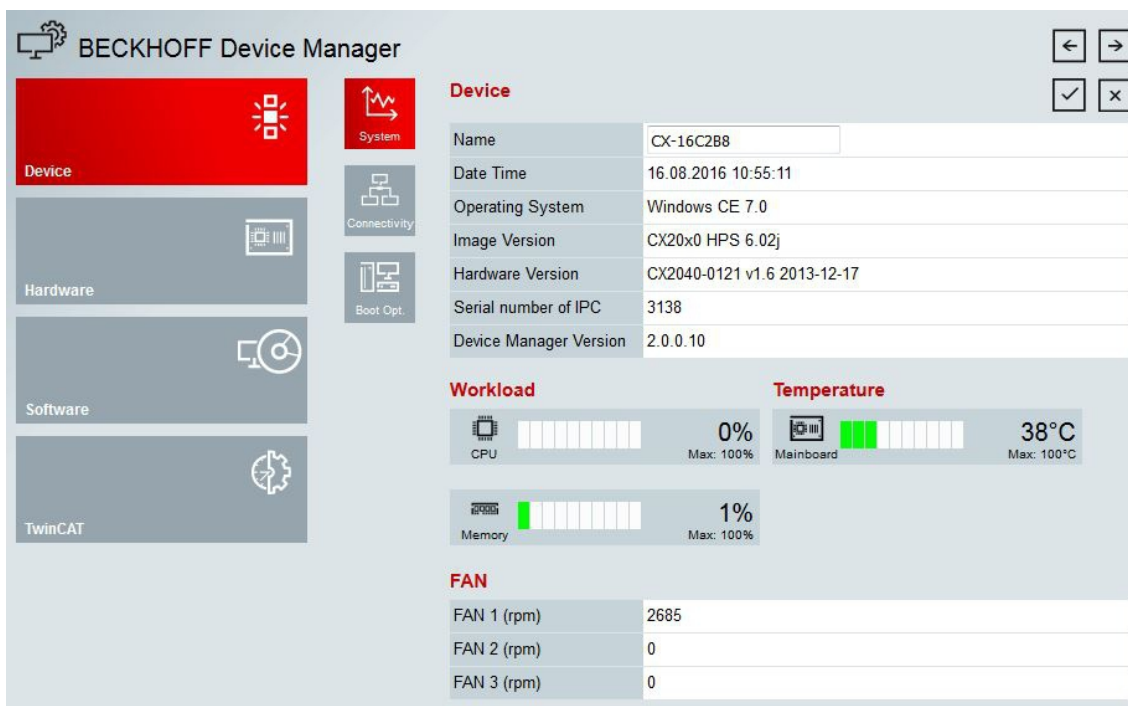 BECKHOFF Device Manager
Device
Hardware
Software
TwinCAT
System
Connectivity
Boot Opt.
Device
Name CX-16C2B8
Date Time 16.08.2016 10:55:11
Operating System Windows CE 7.0
Image Version CX20x0 HPS 6.02j
Hardware Version CX2040-0121 v1.6 2013-12-17
Serial number of IPC 3138
Device Manager Version 2.0.0.10
Workload
CPU 0%
Max: 100%
Memory 1%
Max: 100%
Temperature
Mainboard 38°C
Max: 100°C
FAN
FAN 1 (rpm) 2685
FAN 2 (rpm) 0
FAN 3 (rpm) 0